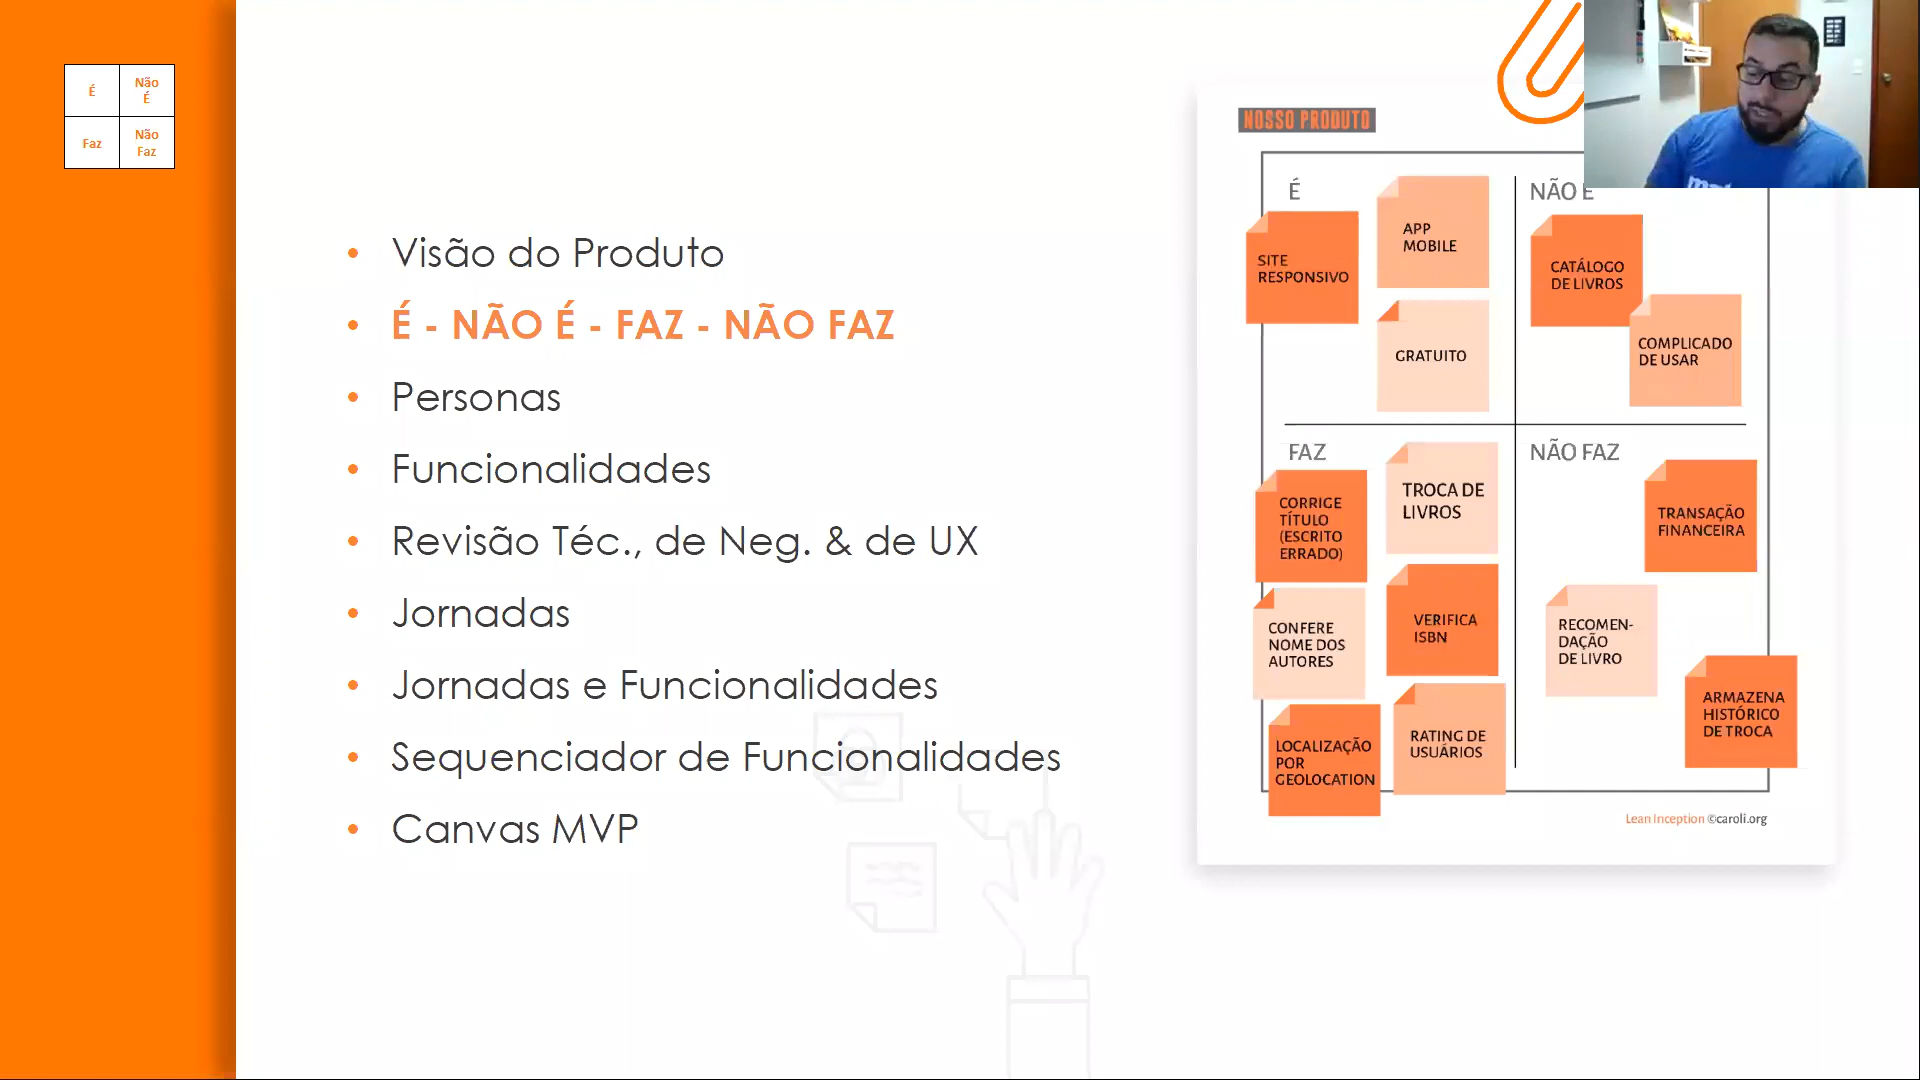 É
Não
É
Faz
Não
Faz
Visão do Produto
É - NÃO É - FAZ - NÃO FAZ
Personas
Funcionalidades
Revisão Téc., de Neg. & de UX
Jornadas
Jornadas e Funcionalidades
Sequenciador de Funcionalidades
Canvas MVP
NOSSO PRODUTO
É
SITE
RESPONSIVO
APP
MOBILE
GRATUITO
NÃO É
CATÁLOGO
DE LIVROS
COMPLICADO
DE USAR
FAZ
CORRIGE
TÍTULO
(ESCRITO
ERRADO)
TROCA DE
LIVROS
CONFERE
NOME DOS
AUTORES
VERIFICA
ISBN
LOCALIZAÇÃO
POR
GEOLOCATION
RATING DE
USUÁRIOS
NÃO FAZ
TRANSAÇÃO
FINANCEIRA
RECOMEN-
DAÇÃO
DE LIVRO
ARMAZENA
HISTÓRICO
DE TROCA
Lean Inception ©caroli.org